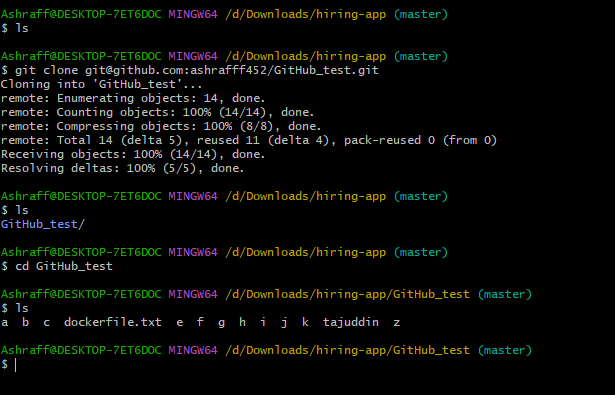 Ashraff@DESKTOP-7ET6DOC MINGW64 /d/Downloads/hiring-app (master)
$ ls
Ashraff@DESKTOP-7ET6DOC MINGW64 /d/Downloads/hiring-app (master)
$ git clone git@github.com:ashrafff452/GitHub_test.git
Cloning into 'GitHub_test'...
remote: Enumerating objects: 14, done.
remote: Counting objects: 100% (14/14), done.
remote: Compressing objects: 100% (8/8), done.
remote: Total 14 (delta 5), reused 11 (delta 4), pack-reused 0 (from 0)
Receiving objects: 100% (14/14), done.
Resolving deltas: 100% (5/5), done.
Ashraff@DESKTOP-7ET6DOC MINGW64 /d/Downloads/hiring-app (master)
$ ls
GitHub_test/
Ashraff@DESKTOP-7ET6DOC MINGW64 /d/Downloads/hiring-app (master)
$ cd GitHub_test
Ashraff@DESKTOP-7ET6DOC MINGW64 /d/Downloads/hiring-app/GitHub_test (master)
$ ls
a  b  c  dockerfile.txt  e  f  g  h  i  j  k  tajuddin  z
Ashraff@DESKTOP-7ET6DOC MINGW64 /d/Downloads/hiring-app/GitHub_test (master)
$